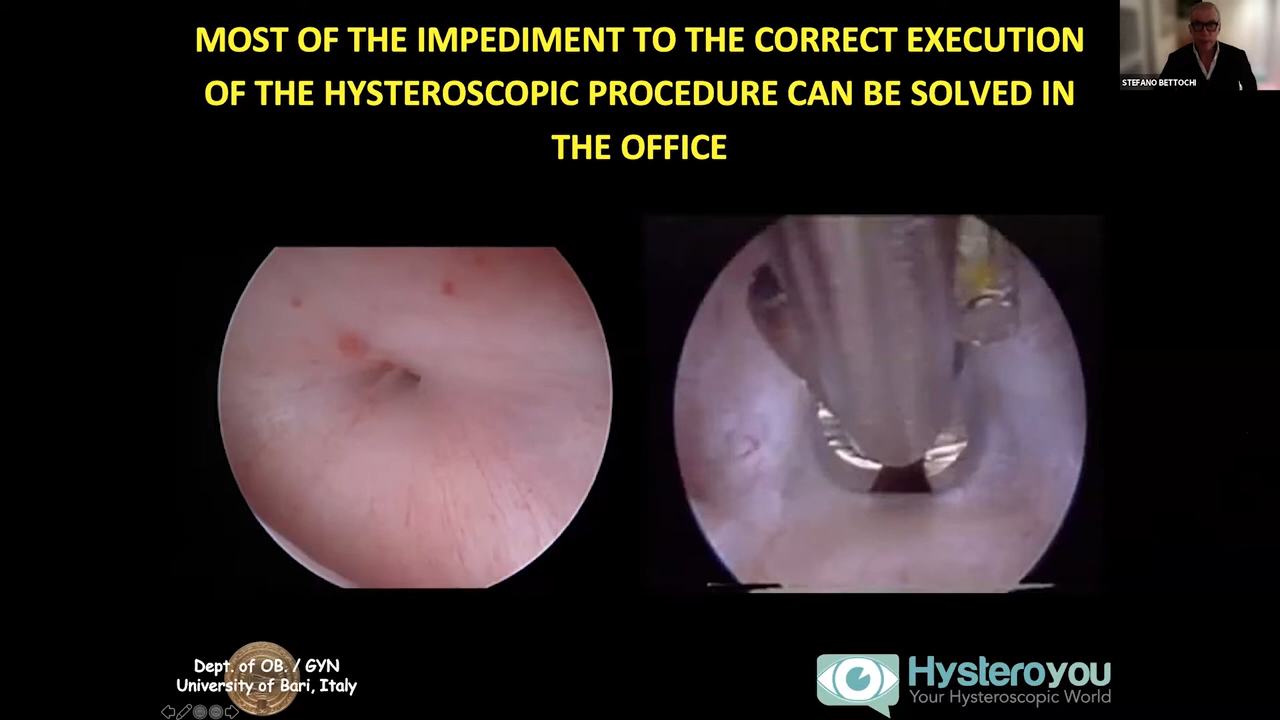 MOST OF THE IMPEDIMENT TO THE CORRECT EXECUTION
OF THE HYSTEROSCOPIC PROCEDURE CAN BE SOLVED IN
THE OFFICE
STEFANO BETTOCHI
Dept. of OB. / GYN
University of Bari, Italy
Hysteroyou
Your Hysteroscopic World